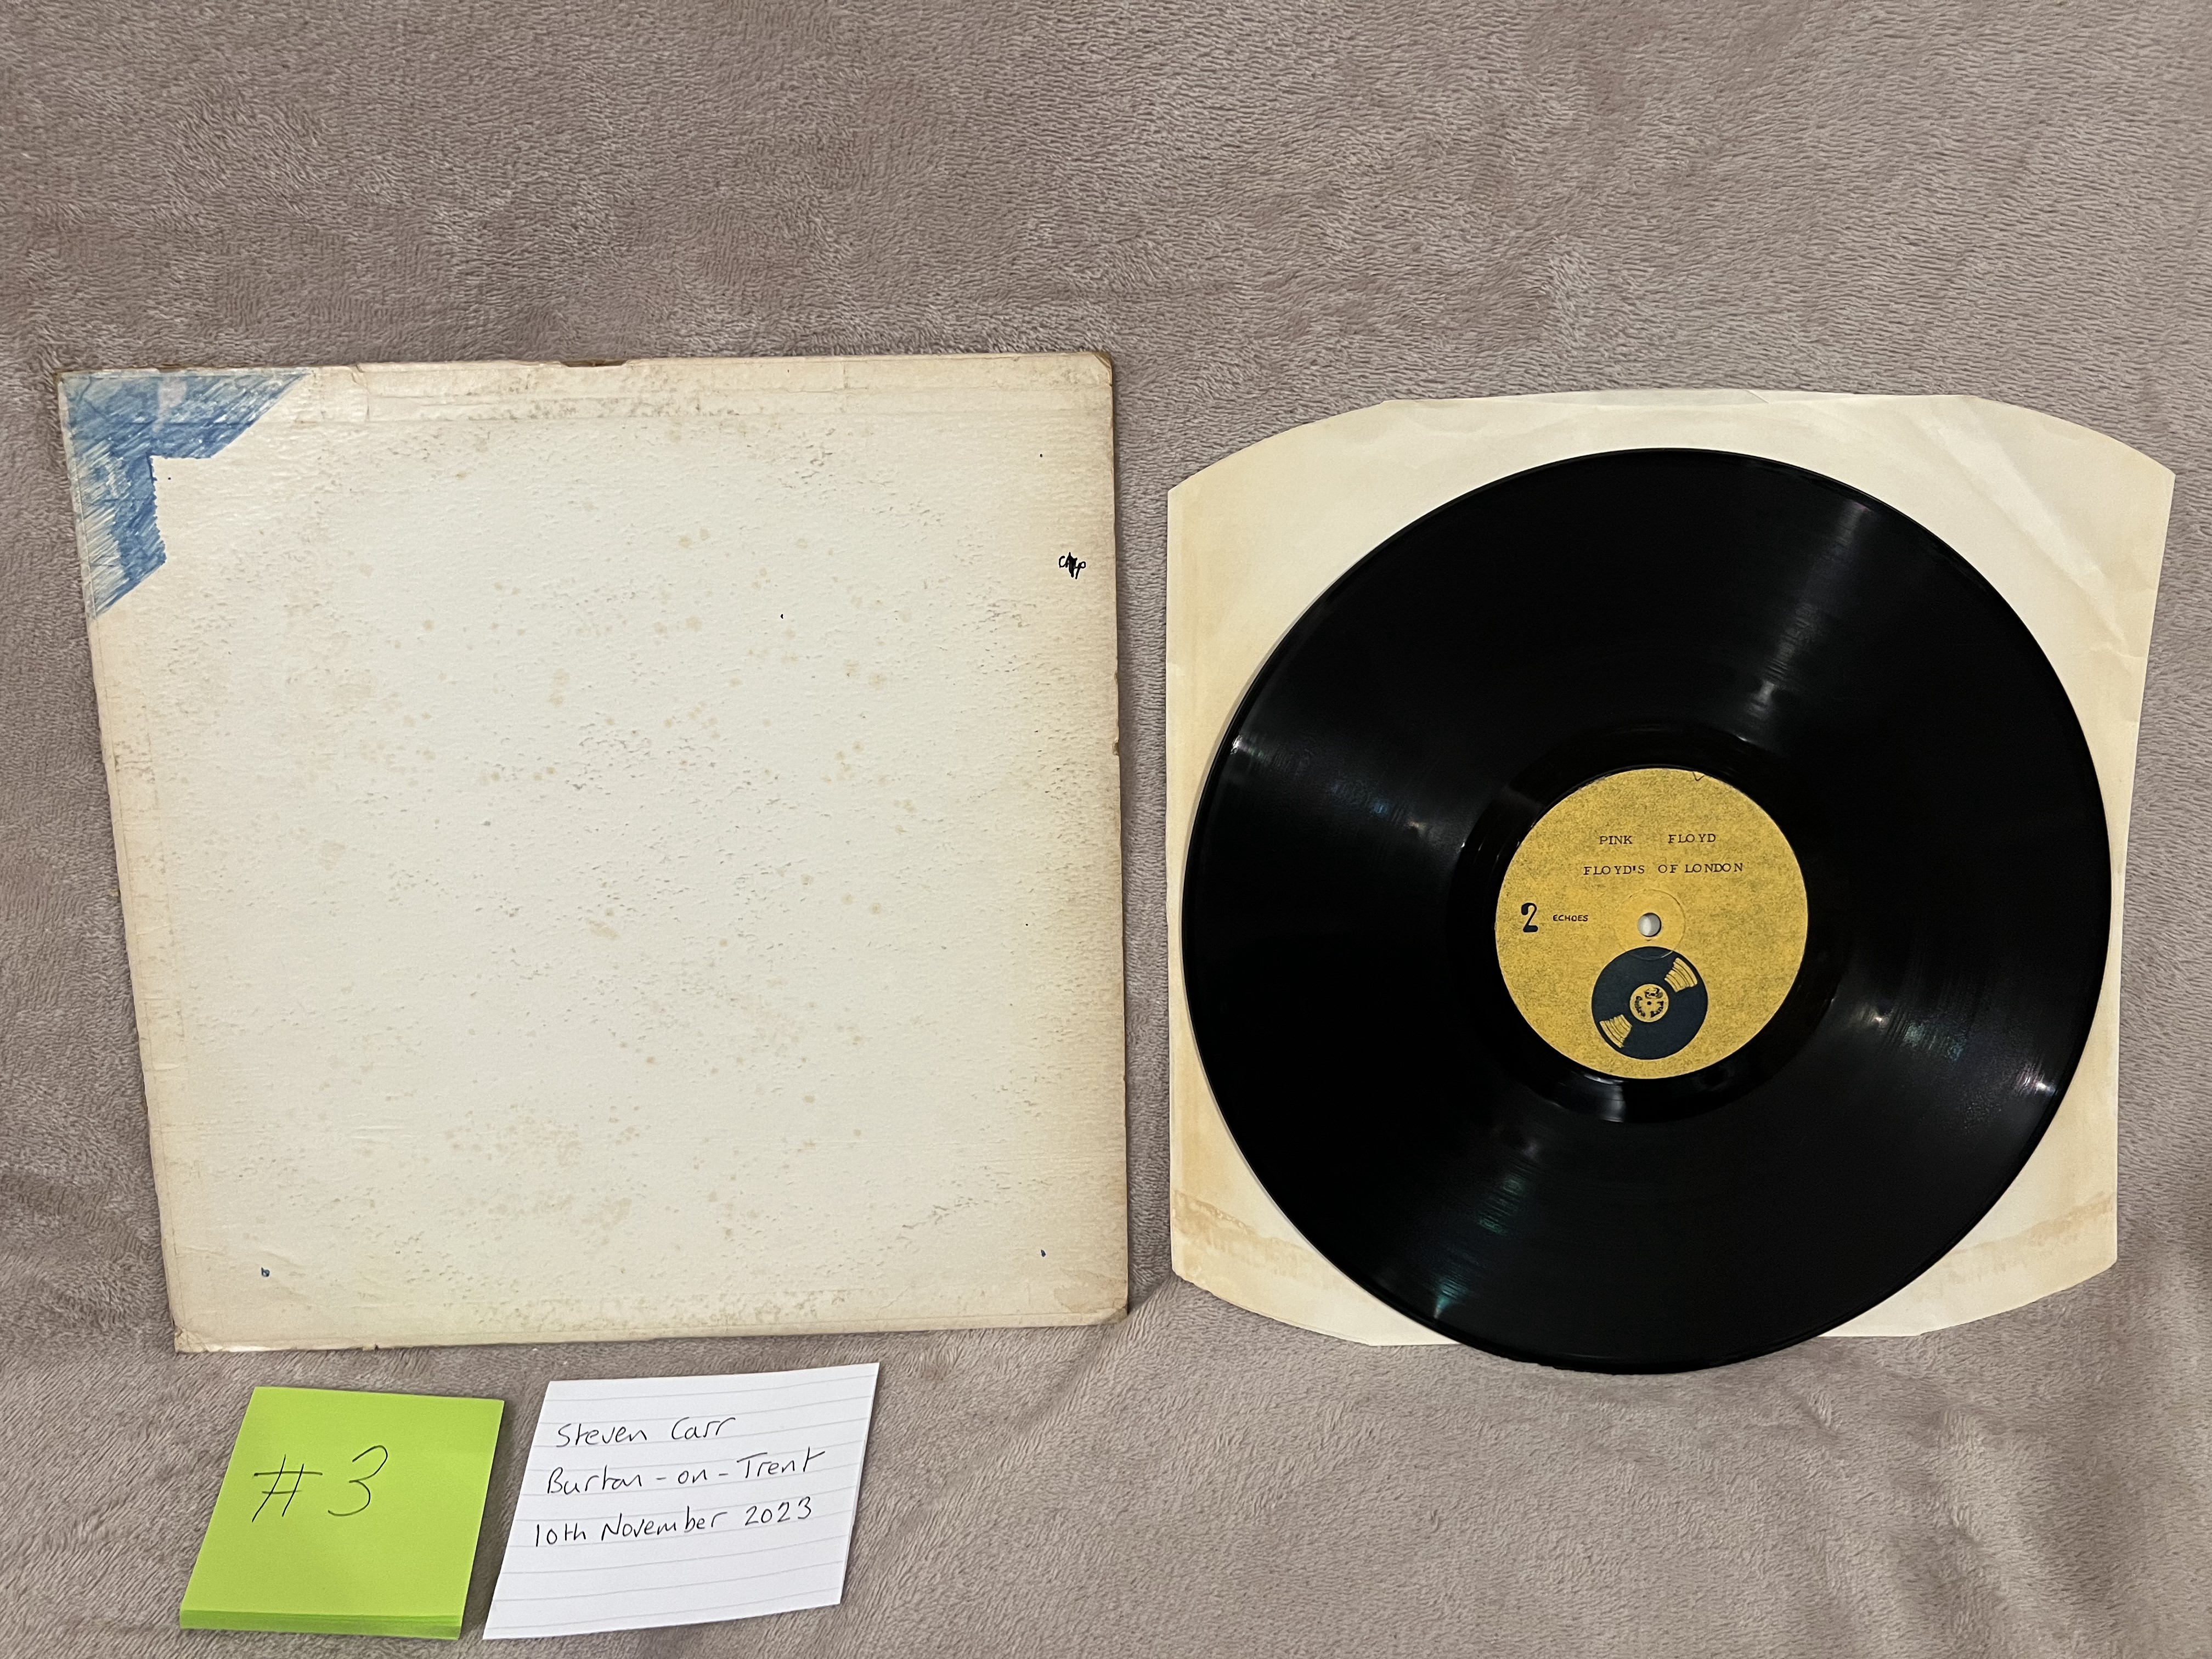 PINK FLOYD
FLOYD'S OF LONDON
2 ECHOES
#3
Steven Carr
Burton-on-Trent
10th November 2023